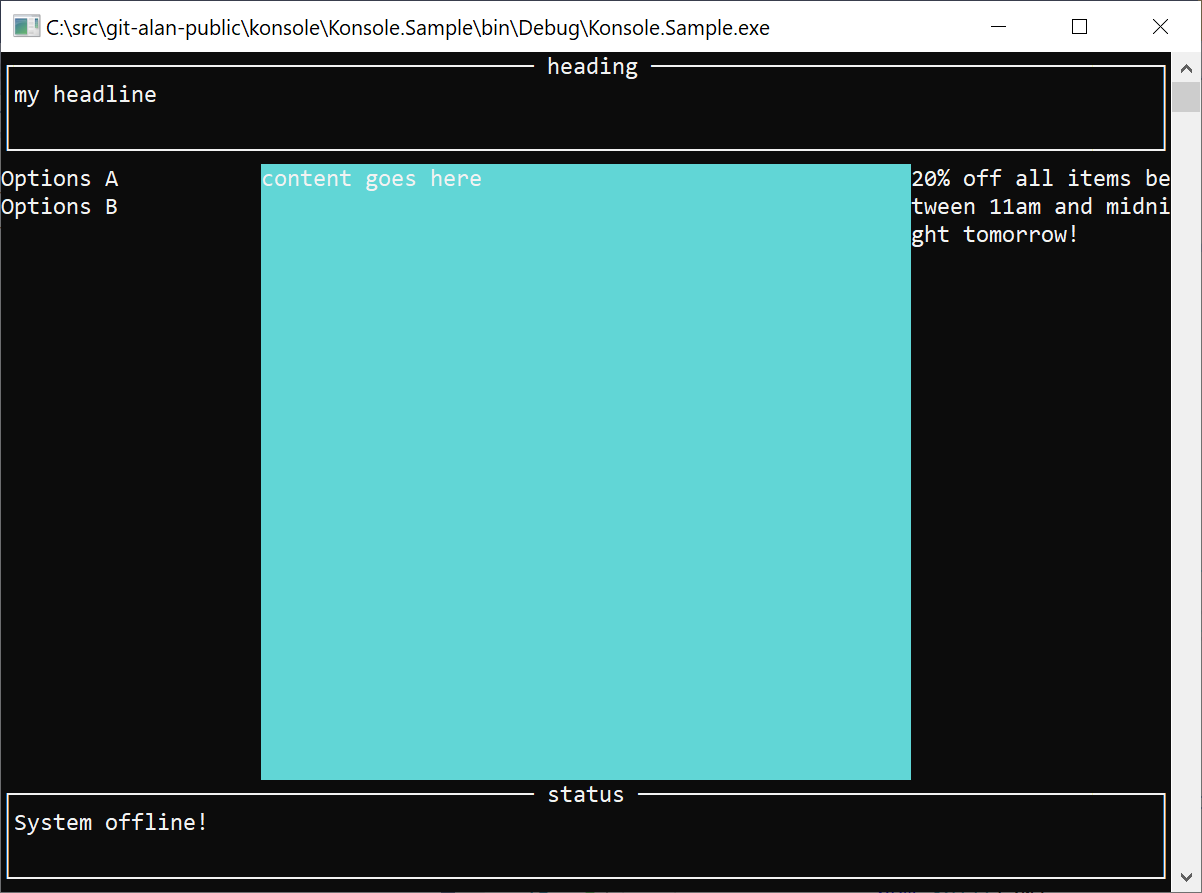 C:\src\git-alan-public\konsole\Konsole.Sample\bin\Debug\Konsole.Sample.exe
heading
my headline
Options A
Options B
content goes here
20% off all items be
tween 11am and midni
ght tomorrow!
status
System offline!